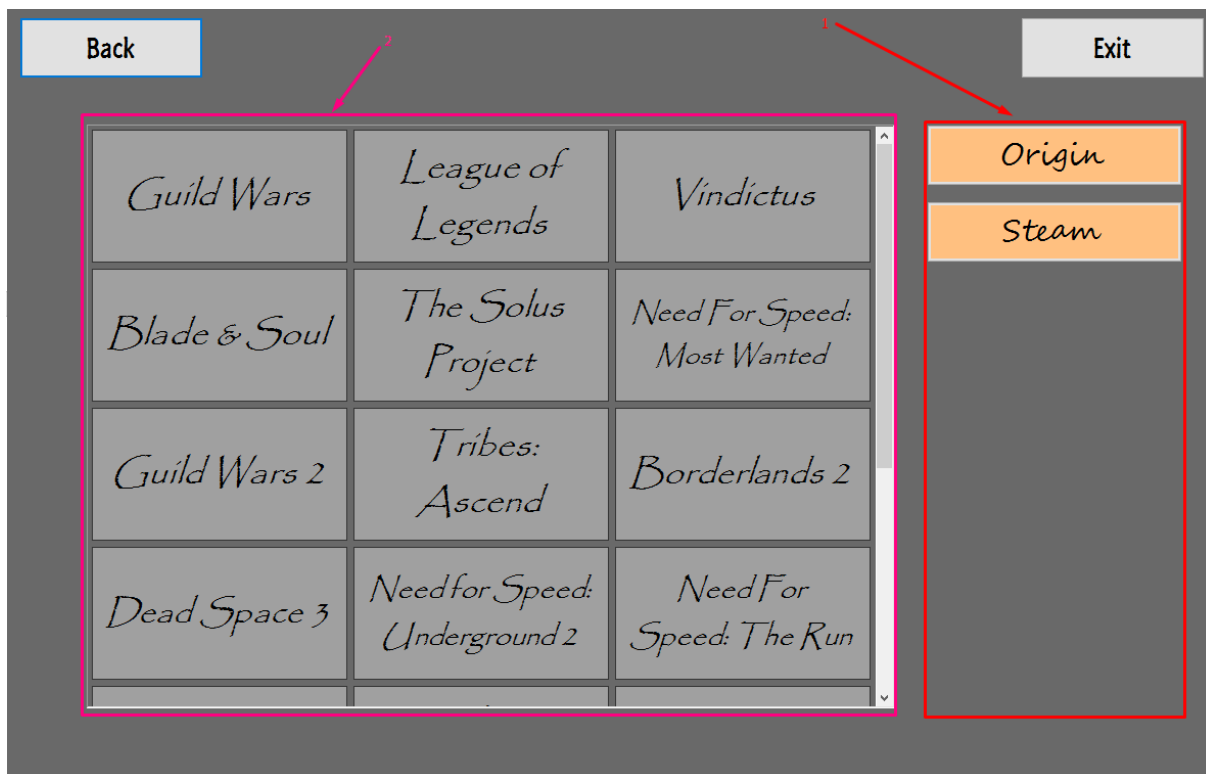 Back
2
1
Exit
Guild Wars
League of
Legends
Vindictus
Origin
Steam
Blade & Soul
The Solus
Project
Need For Speed:
Most Wanted
Guild Wars 2
Tribes:
Ascend
Borderlands 2
Dead Space 3
Need for Speed:
Underground 2
Need For
Speed: The Run